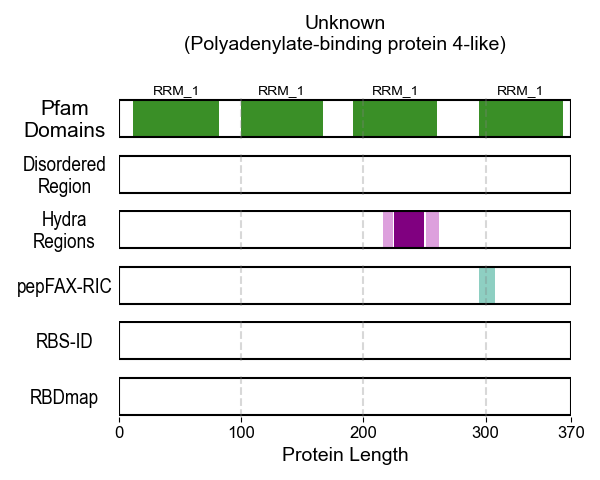 Unknown
(Polyadenylate-binding protein 4-like)
RRM_1 RRM_1 RRM_1 RRM_1
Pfam
Domains
Disordered
Region
Hydra
Regions
pepFAX-RIC
RBS-ID
RBDmap
0 100 200 300 370
Protein Length